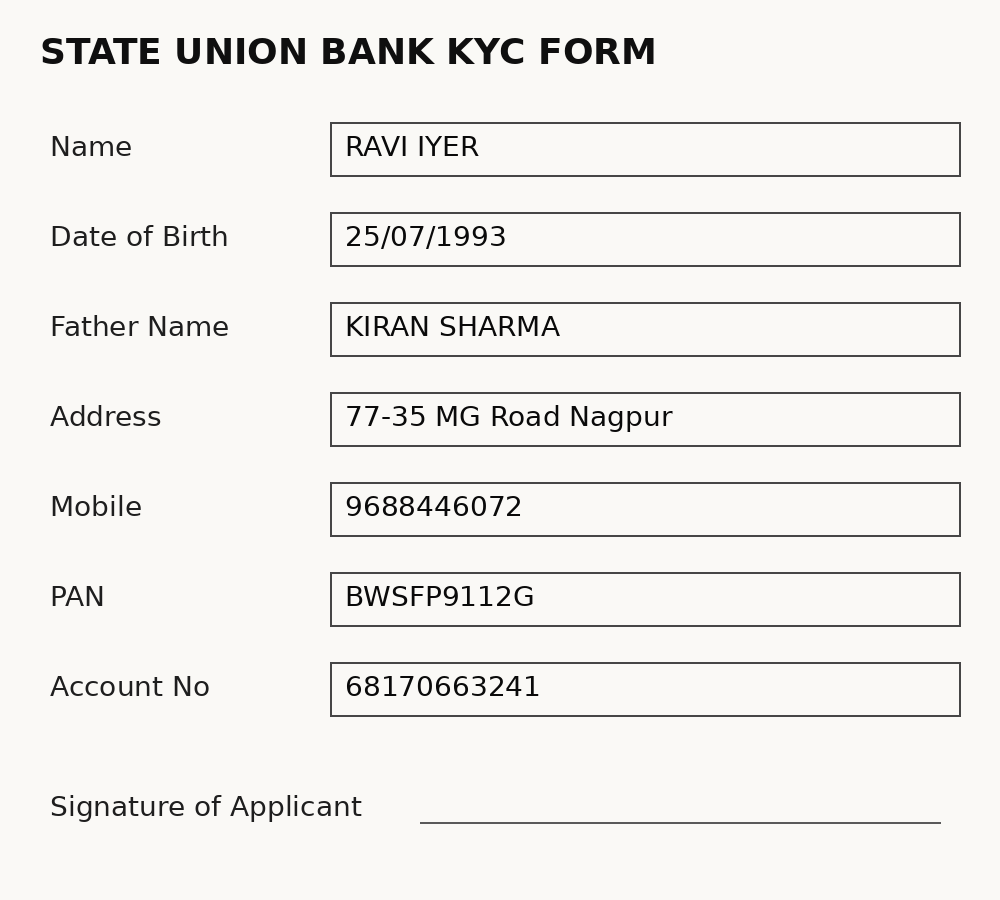 STATE UNION BANK KYC FORM
Name RAVI IYER
Date of Birth 25/07/1993
Father Name KIRAN SHARMA
Address 77-35 MG Road Nagpur
Mobile 9688446072
PAN BWSFP9112G
Account No 68170663241
Signature of Applicant